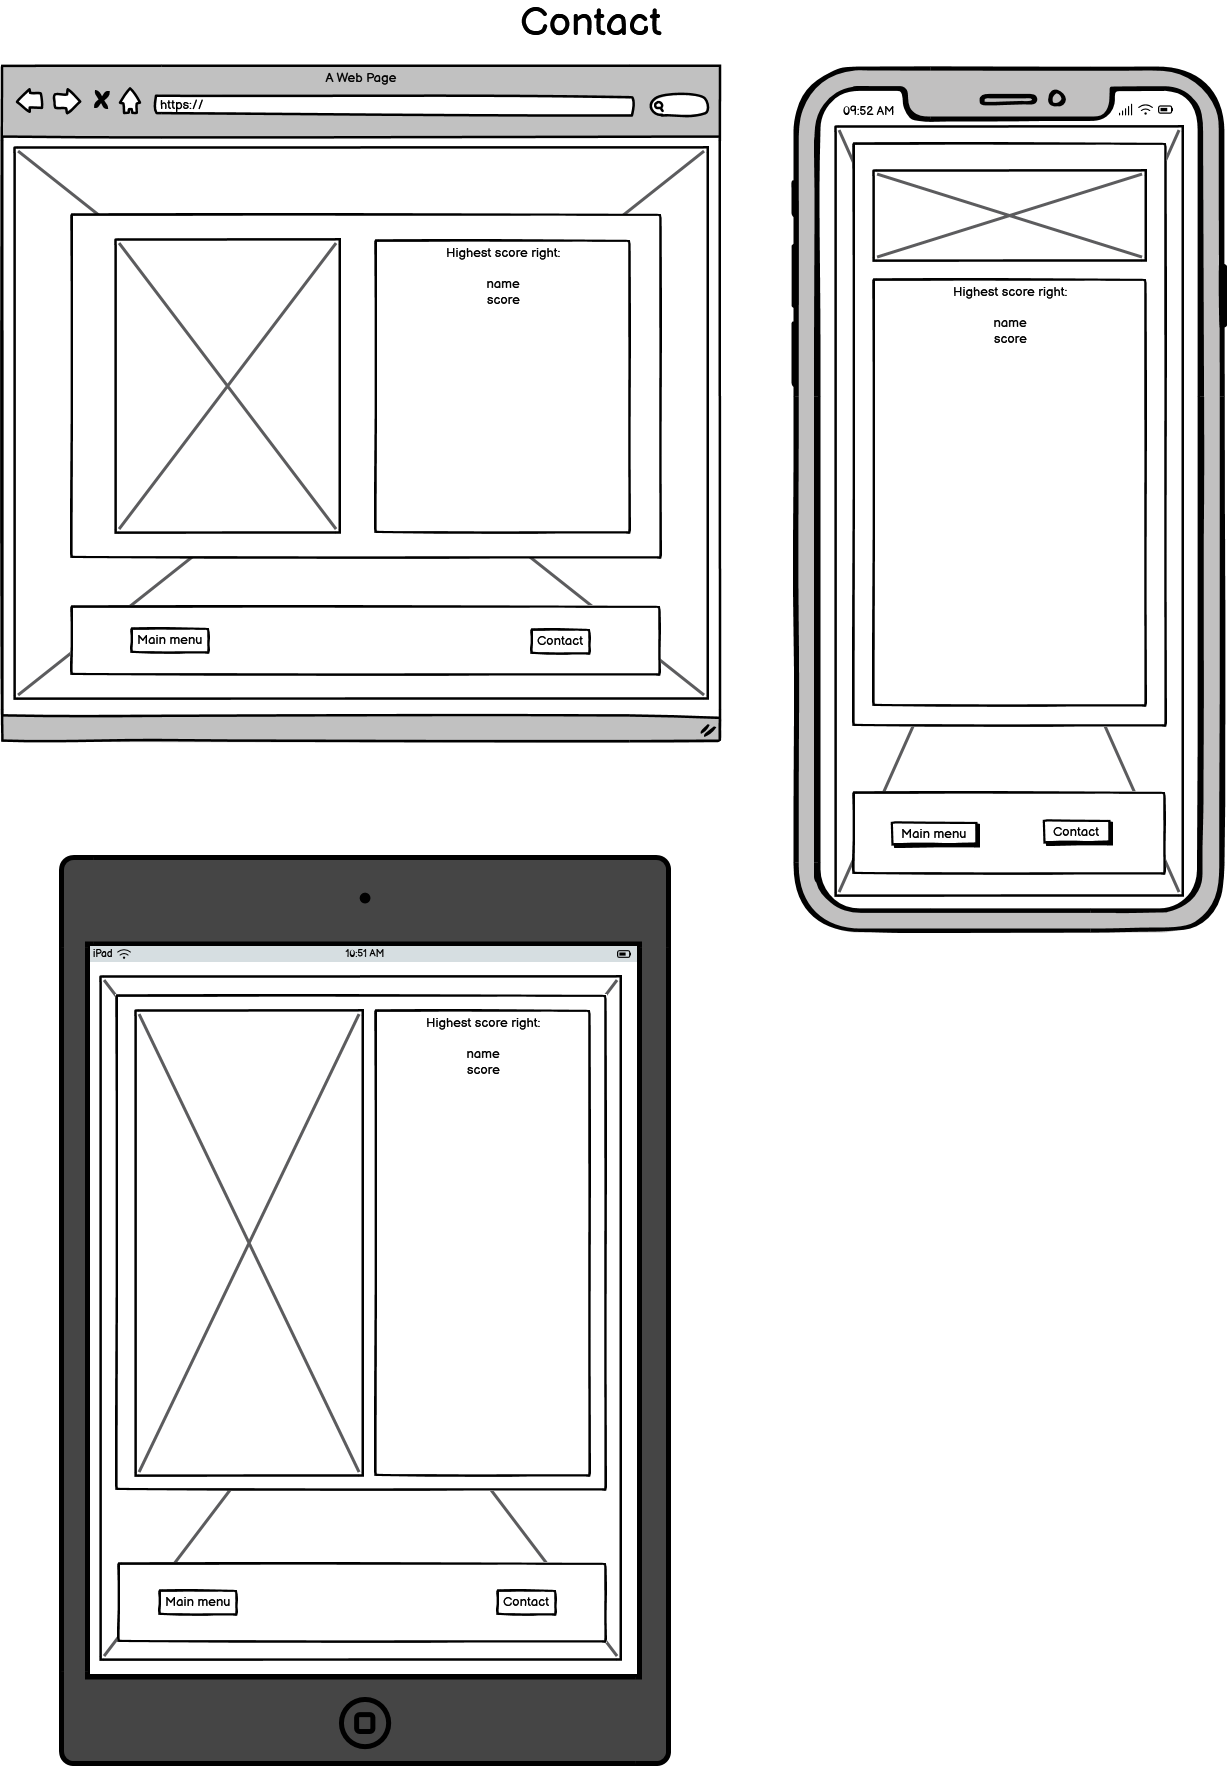 Contact
A Web Page
https://
Highest score right:
name
score
Main menu
Contact
09:52 AM
Highest score right:
name
score
Main menu
Contact
iPad
10:51 AM
Highest score right:
name
score
Main menu
Contact